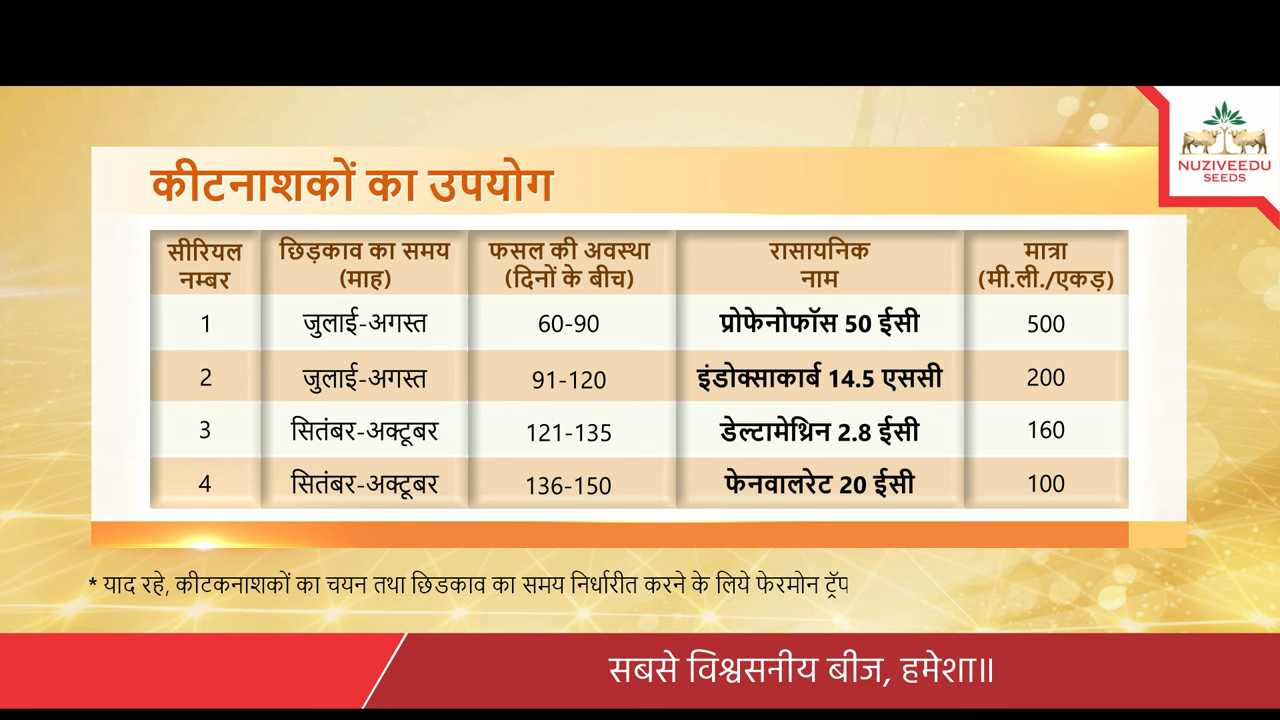 NUZIVEEDU
SEEDS
कीटनाशकों का उपयोग
सीरियल नम्बर छिड़काव का समय (माह) फसल की अवस्था (दिनों के बीच) रासायनिक नाम मात्रा (मी.ली./एकड़)
1 जुलाई-अगस्त 60-90 प्रोफेनोफॉस 50 ईसी 500
2 जुलाई-अगस्त 91-120 इंडोक्साकार्ब 14.5 एससी 200
3 सितंबर-अक्टूबर 121-135 डेल्टामेथ्रिन 2.8 ईसी 160
4 सितंबर-अक्टूबर 136-150 फेनवालरेट 20 ईसी 100
* याद रहे, कीटकनाशकों का चयन तथा छिडकाव का समय निर्धारीत करने के लिये फेरमोन ट्रॅप
सबसे विश्वसनीय बीज, हमेशा॥